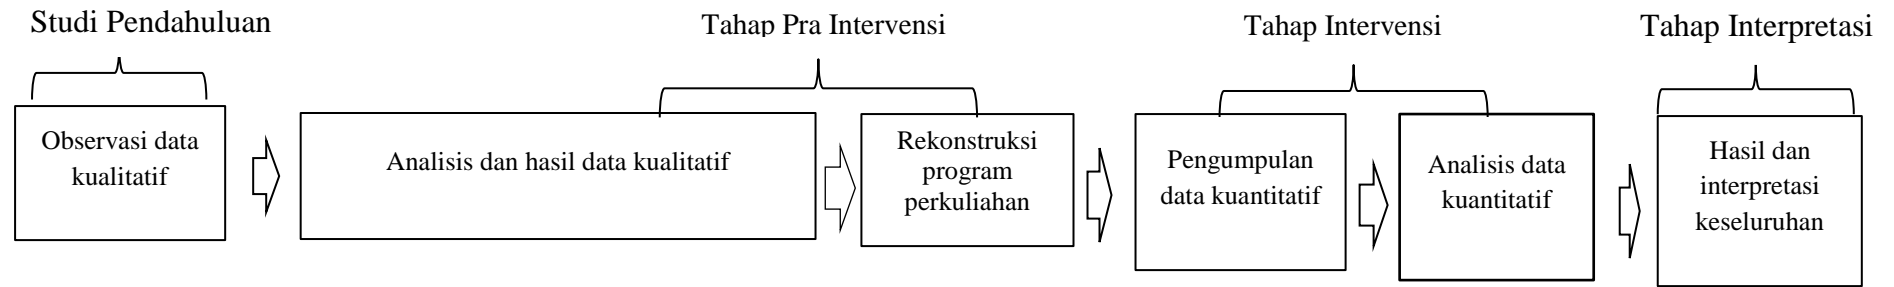 Studi Pendahuluan
Tahap Pra Intervensi
Tahap Intervensi
Tahap Interpretasi
Observasi data
kualitatif
Analisis dan hasil data kualitatif
Rekonstruksi
program
perkuliahan
Pengumpulan
data kuantitatif
Analisis data
kuantitatif
Hasil dan
interpretasi
keseluruhan